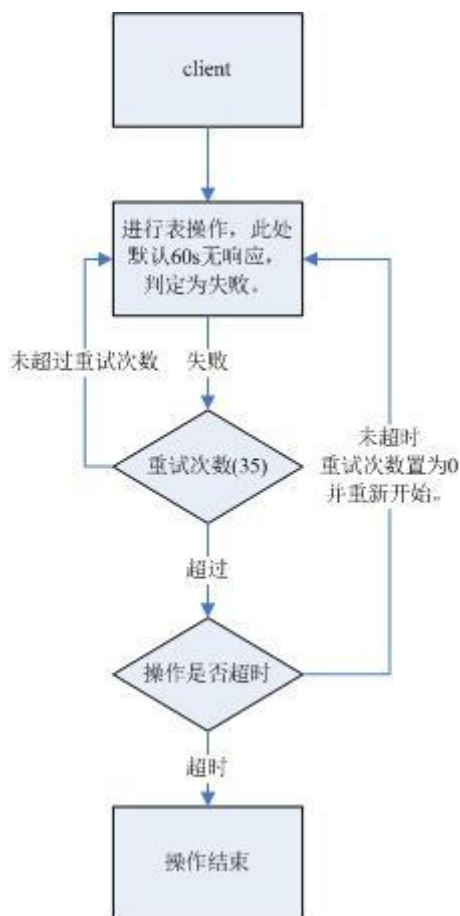 client
进行表操作，此处
默认60s无响应，
判定为失败。
未超过重试次数
失败
重试次数(35)
未超时
重试次数置为0
并重新开始。
超过
操作是否超时
超时
操作结束